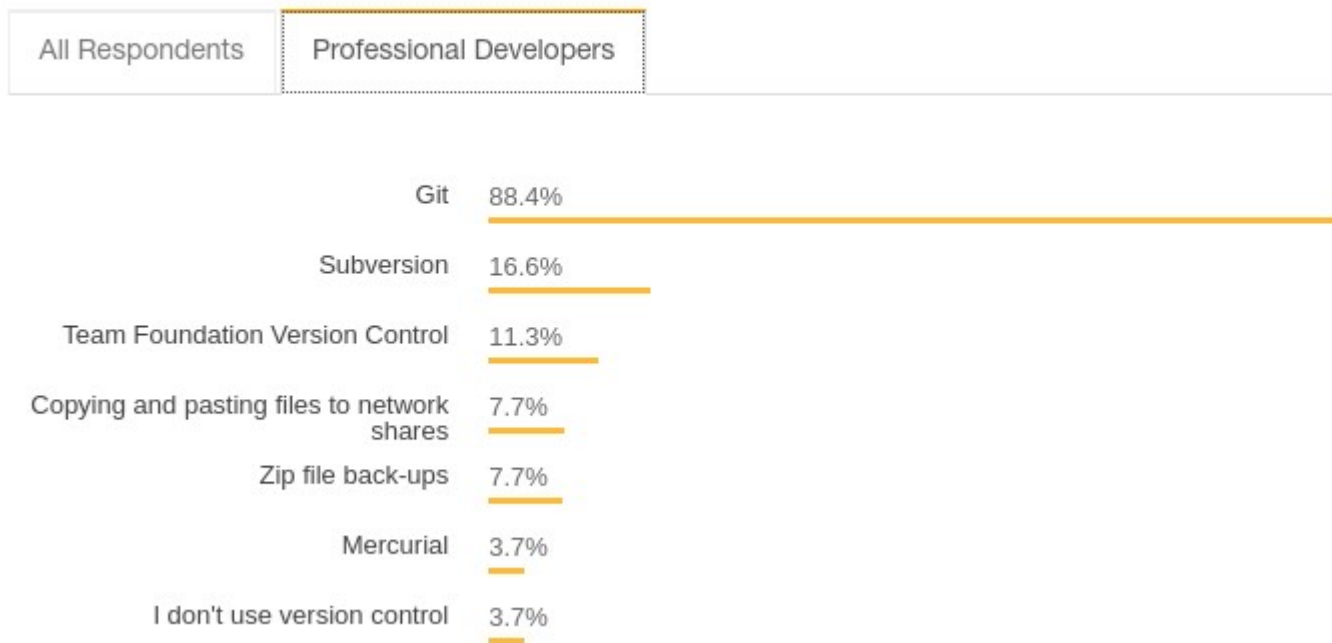 All Respondents
Professional Developers
Git 88.4%
Subversion 16.6%
Team Foundation Version Control 11.3%
Copying and pasting files to network 7.7%
shares
Zip file back-ups 7.7%
Mercurial 3.7%
I don't use version control 3.7%